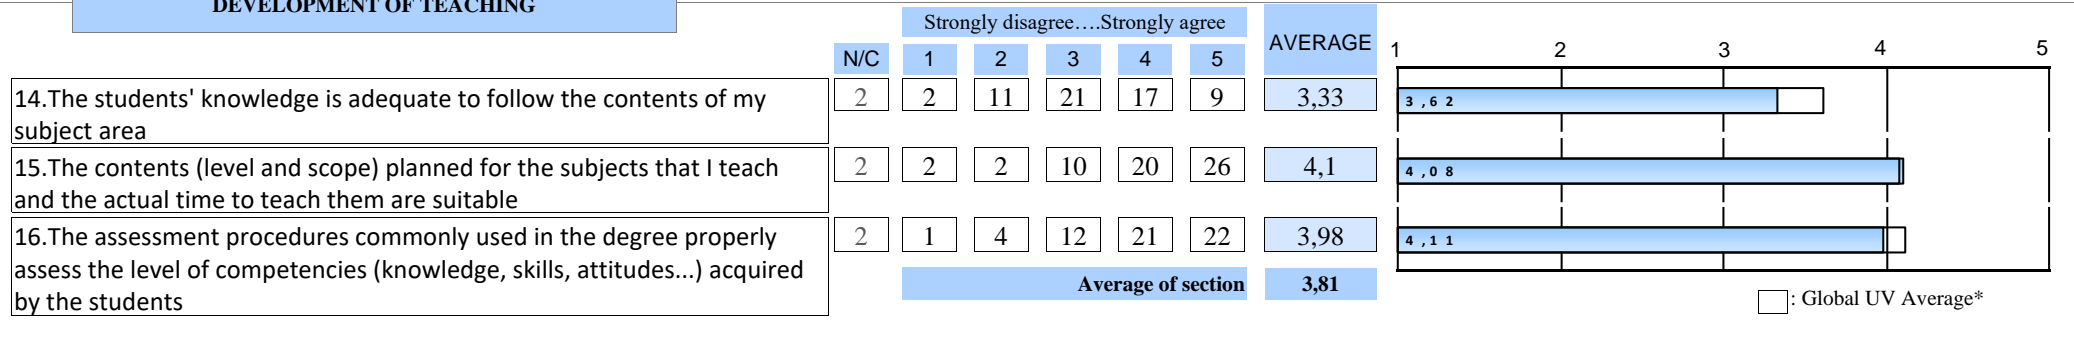 DEVELOPMENT OF TEACHING
Strongly disagree….Strongly agree
AVERAGE
N/C 1 2 3 4 5
1 2 3 4 5
14.The students' knowledge is adequate to follow the contents of my
subject area
2 2 11 21 17 9 3,33
3,62
15.The contents (level and scope) planned for the subjects that I teach
and the actual time to teach them are suitable
2 2 2 10 20 26 4,1
4,08
16.The assessment procedures commonly used in the degree properly
assess the level of competencies (knowledge, skills, attitudes...) acquired
by the students
2 1 4 12 21 22 3,98
4,11
Average of section 3,81
: Global UV Average*